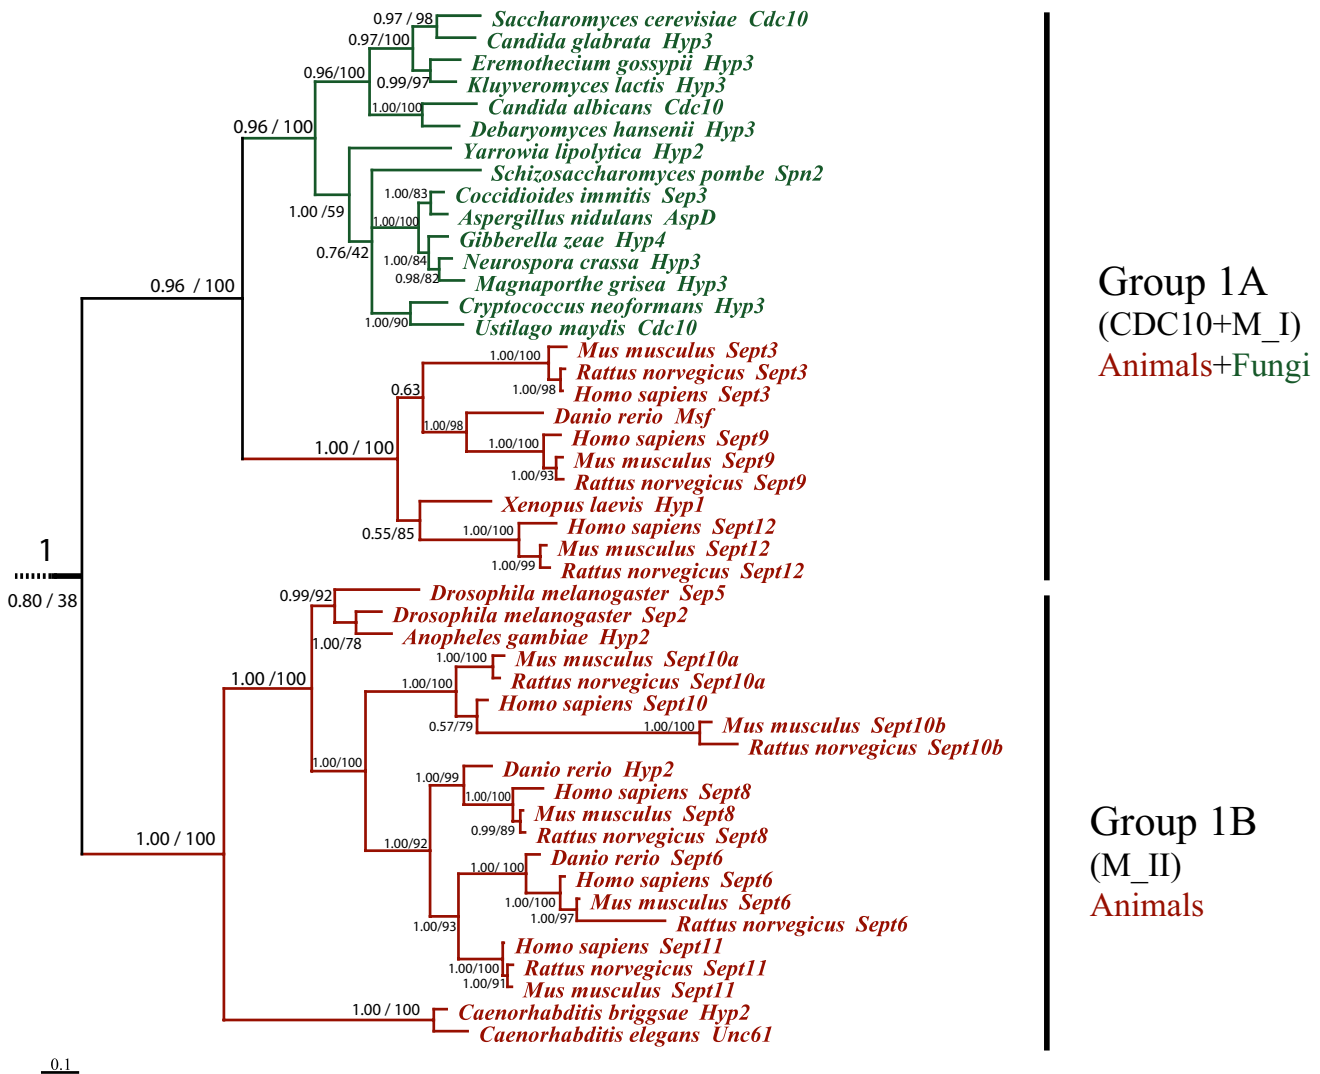 0.97 / 98
Saccharomyces cerevisiae Cdc10
0.97/100
Candida glabrata Hyp3
Eremothecium gossypii Hyp3
0.96/100
0.99/97
Kluyveromyces lactis Hyp3
1.00/100
Candida albicans Cdc10
0.96 / 100
Debaryomyces hansenii Hyp3
Yarrowia lipolytica Hyp2
Schizosaccharomyces pombe Spn2
1.00/83
Coccidioides immitis Sep3
1.00 /59
1.00/100
Aspergillus nidulans AspD
Gibberella zeae Hyp4
0.76/42
1.00/84
Neurospora crassa Hyp3
0.98/82
Magnaporthe grisea Hyp3
0.96 / 100
Cryptococcus neoformans Hyp3
1.00/90
Ustilago maydis Cdc10
Group 1A
(CDC10+M_I)
Animals+Fungi
Mus musculus Sept3
1.00/100
Rattus norvegicus Sept3
1.00/98
Homo sapiens Sept3
0.63
Danio rerio Msf
1.00/98
Homo sapiens Sept9
1.00/100
1.00 / 100
Mus musculus Sept9
1.00/93
Rattus norvegicus Sept9
Xenopus laevis Hyp1
0.55/85
1.00/100
Homo sapiens Sept12
Mus musculus Sept12
1.00/99
Rattus norvegicus Sept12
1
0.80 / 38
0.99/92
Drosophila melanogaster Sep5
Drosophila melanogaster Sep2
1.00/78
Anopheles gambiae Hyp2
1.00/100
Mus musculus Sept10a
1.00 /100
1.00/100
Rattus norvegicus Sept10a
Homo sapiens Sept10
0.57/79
1.00/100
Mus musculus Sept10b
Rattus norvegicus Sept10b
1.00/100
Danio rerio Hyp2
1.00/99
1.00/100
Homo sapiens Sept8
Mus musculus Sept8
0.99/89
Rattus norvegicus Sept8
1.00 / 100
1.00/92
Danio rerio Sept6
1.00/ 100
Homo sapiens Sept6
1.00/100
Mus musculus Sept6
1.00/97
Rattus norvegicus Sept6
1.00/93
Homo sapiens Sept11
1.00/100
Rattus norvegicus Sept11
1.00/91
Mus musculus Sept11
Group 1B
(M_II)
Animals
1.00 / 100
Caenorhabditis briggsae Hyp2
Caenorhabditis elegans Unc61
0.1